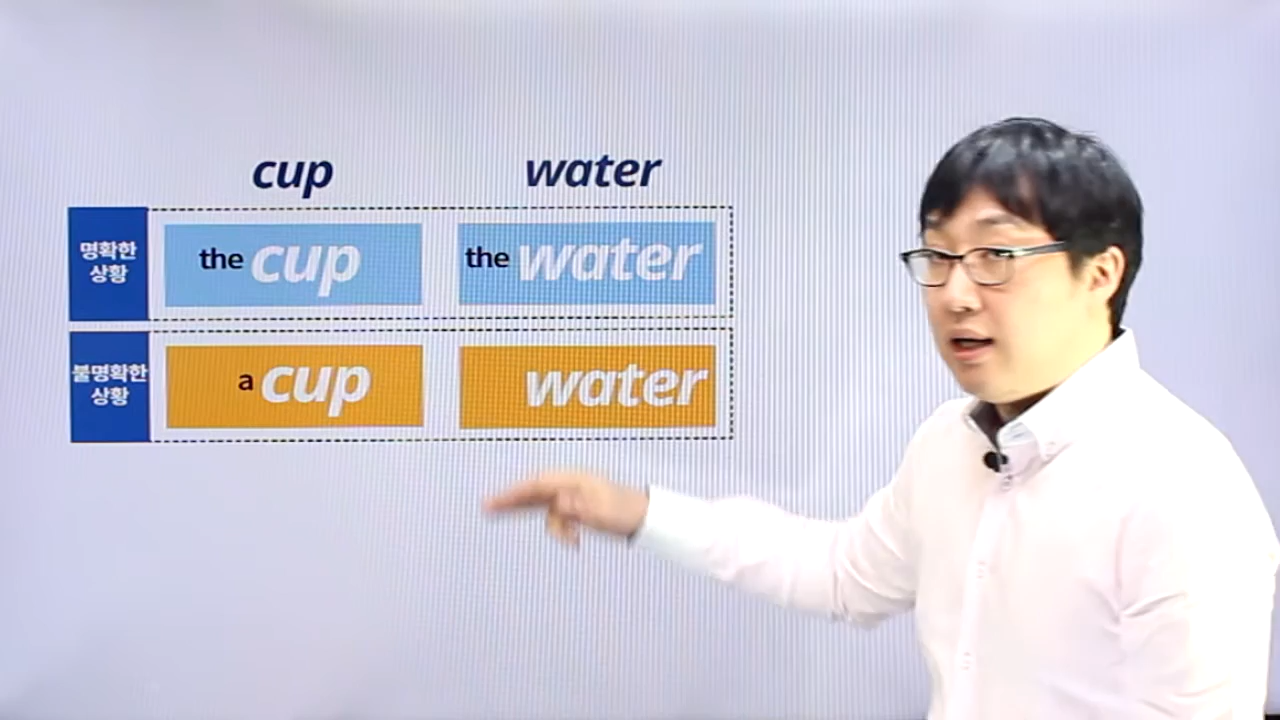 cup water
명확한
상황
the cup the water
불명확한
상황
a cup water